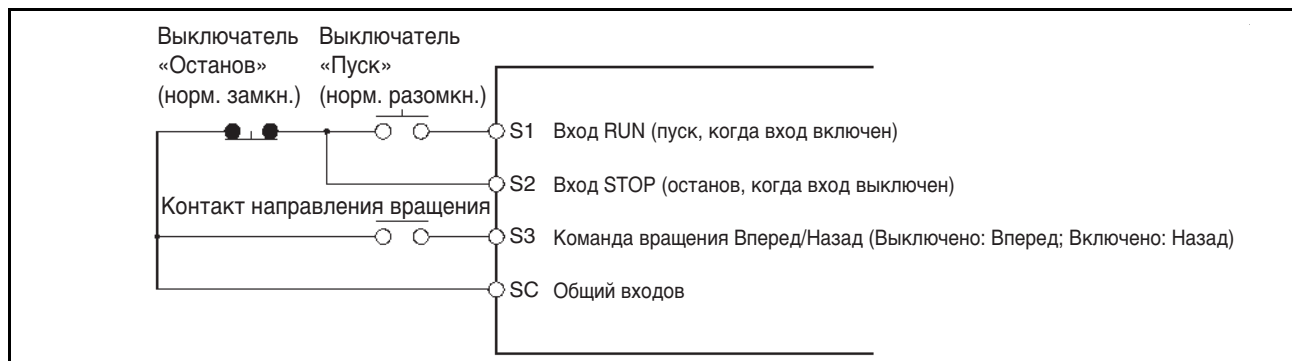 Выключатель Выключатель
«Останов» «Пуск»
(норм. замкн.) (норм. разомкн.)
S1 Вход RUN (пуск, когда вход включен)
S2 Вход STOP (останов, когда вход выключен)
Контакт направления вращения
S3 Команда вращения Вперед/Назад (Выключено: Вперед; Включено: Назад)
SC Общий входов